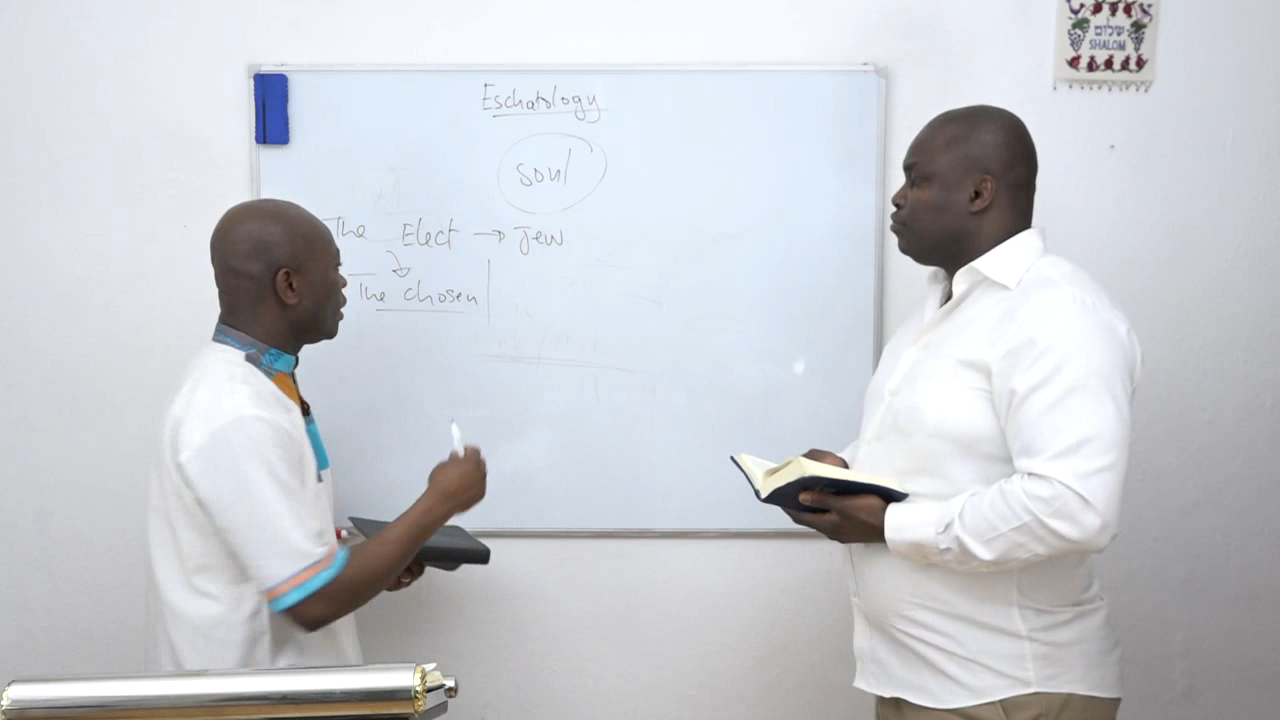 Eschatology
soul
The Elect → Jew
The chosen
שלום
SHALOM